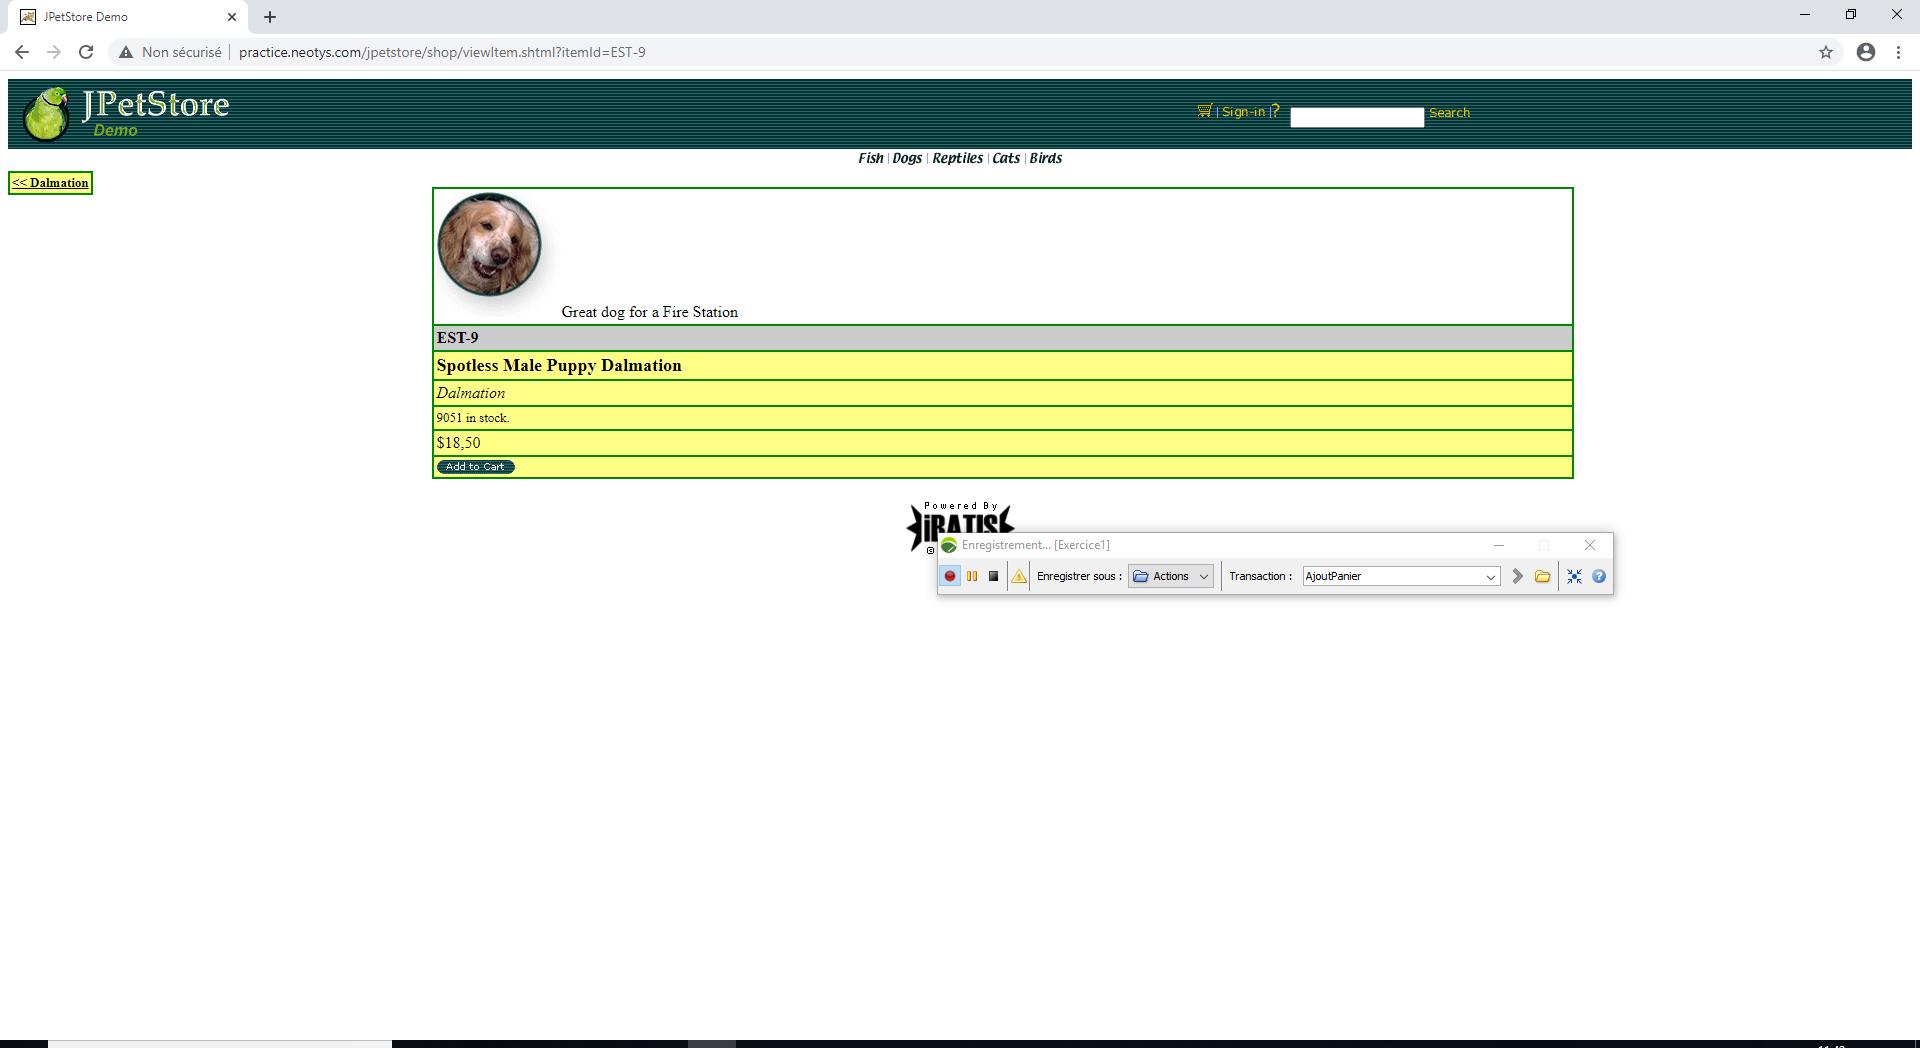 JPetStore Demo
Non sécurisé practice.neotys.com/jpetstore/shop/viewItem.shtml?itemId=EST-9
JPetStore
Demo
| Sign-in | ? Search
Fish | Dogs | Reptiles | Cats | Birds
<< Dalmation
Great dog for a Fire Station
EST-9
Spotless Male Puppy Dalmation
Dalmation
9051 in stock.
$18,50
Add to Cart
Powered By
iBATIS
Enregistrement... [Exercice1]
Enregistrer sous : Actions Transaction : AjoutPanier